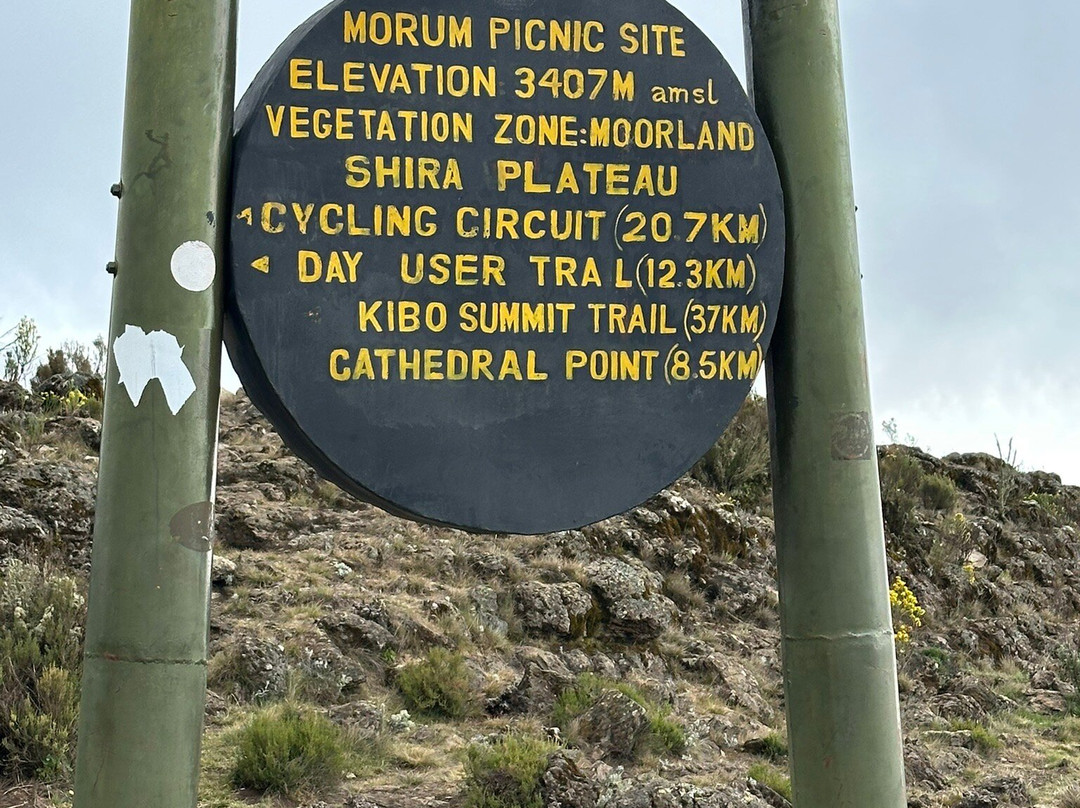 MORUM PICNIC SITE
ELEVATION 3407M amsl
VEGETATION ZONE:MOORLAND
SHIRA PLATEAU
CYCLING CIRCUIT (20.7KM)
DAY USER TRA L (12.3KM)
KIBO SUMMIT TRAIL (37KM)
CATHEDRAL POINT (8.5KM)